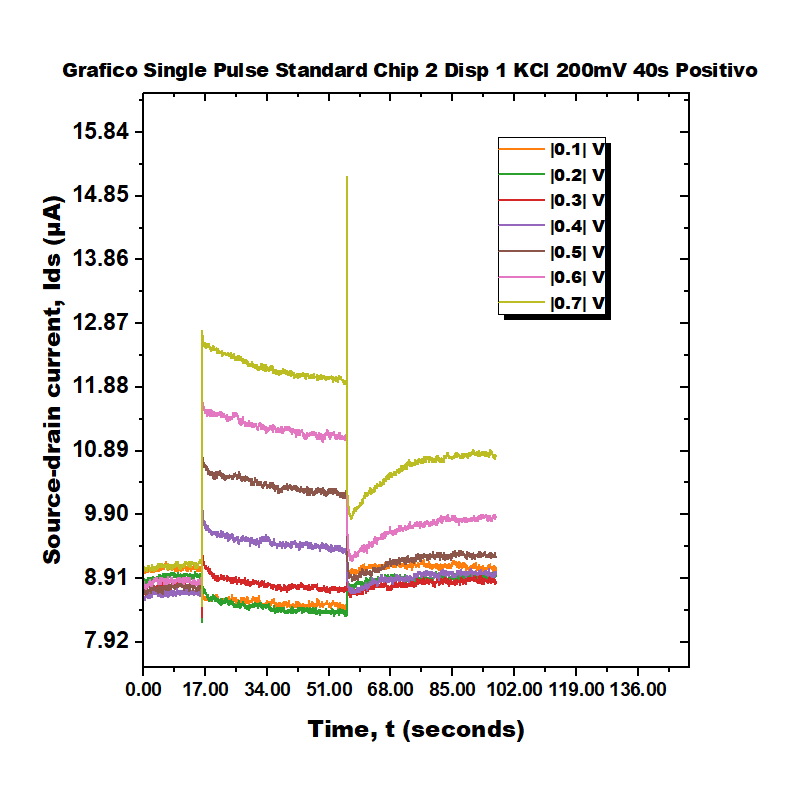 Grafico Single Pulse Standard Chip 2 Disp 1 KCl 200mV 40s Positivo
15.84
14.85
13.86
12.87
11.88
10.89
9.90
8.91
7.92
Source-drain current, Ids (µA)
|0.1| V
|0.2| V
|0.3| V
|0.4| V
|0.5| V
|0.6| V
|0.7| V
0.00 17.00 34.00 51.00 68.00 85.00 102.00 119.00 136.00
Time, t (seconds)